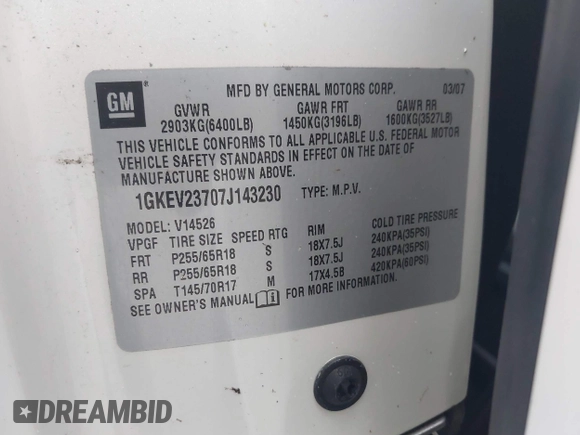 GM
MFD BY GENERAL MOTORS CORP. 03/07
GVWR GAWR FRT GAWR RR
2903KG(6400LB) 1450KG(3196LB) 1600KG(3527LB)
THIS VEHICLE CONFORMS TO ALL APPLICABLE U.S. FEDERAL MOTOR
VEHICLE SAFETY STANDARDS IN EFFECT ON THE DATE OF
MANUFACTURE SHOWN ABOVE.
1GKEV23707J143230 TYPE: M.P.V.
MODEL: V14526
VPGF TIRE SIZE SPEED RTG RIM COLD TIRE PRESSURE
FRT P255/65R18 S 18X7.5J 240KPA(35PSI)
RR P255/65R18 S 18X7.5J 240KPA(35PSI)
SPA T145/70R17 M 17X4.5B 420KPA(60PSI)
SEE OWNER'S MANUAL FOR MORE INFORMATION.
DREAMBID